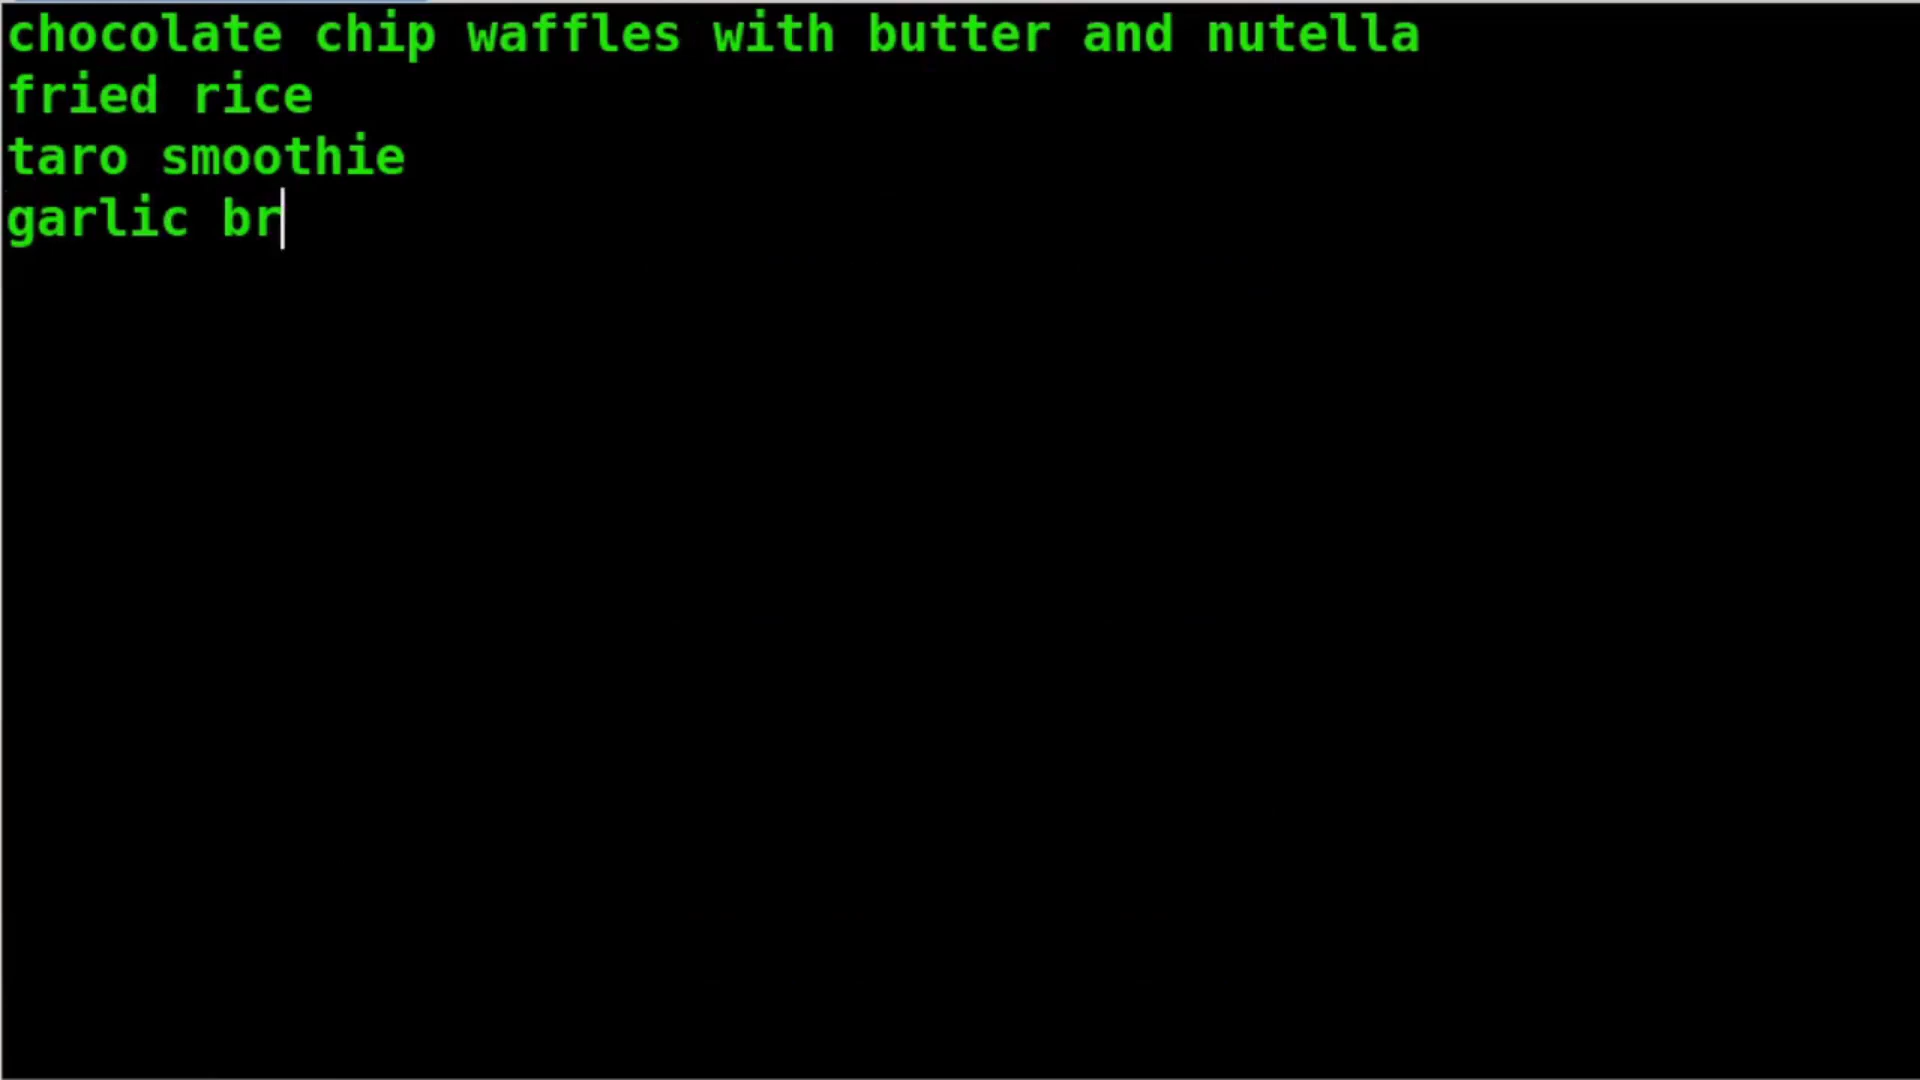 chocolate chip waffles with butter and nutella
fried rice
taro smoothie
garlic br